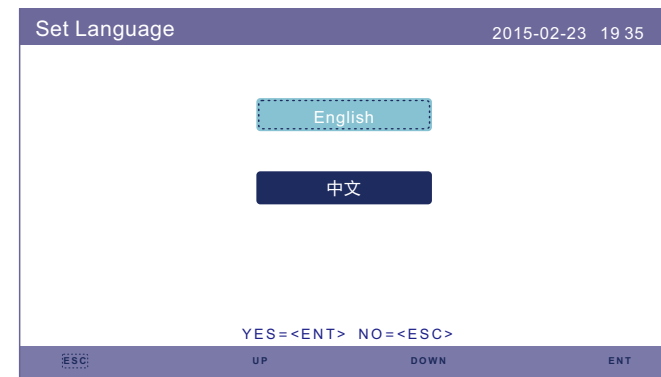 Set Language 2015-02-23 19 35
English
中文
YES=<ENT> NO=<ESC>
ESC UP DOWN ENT